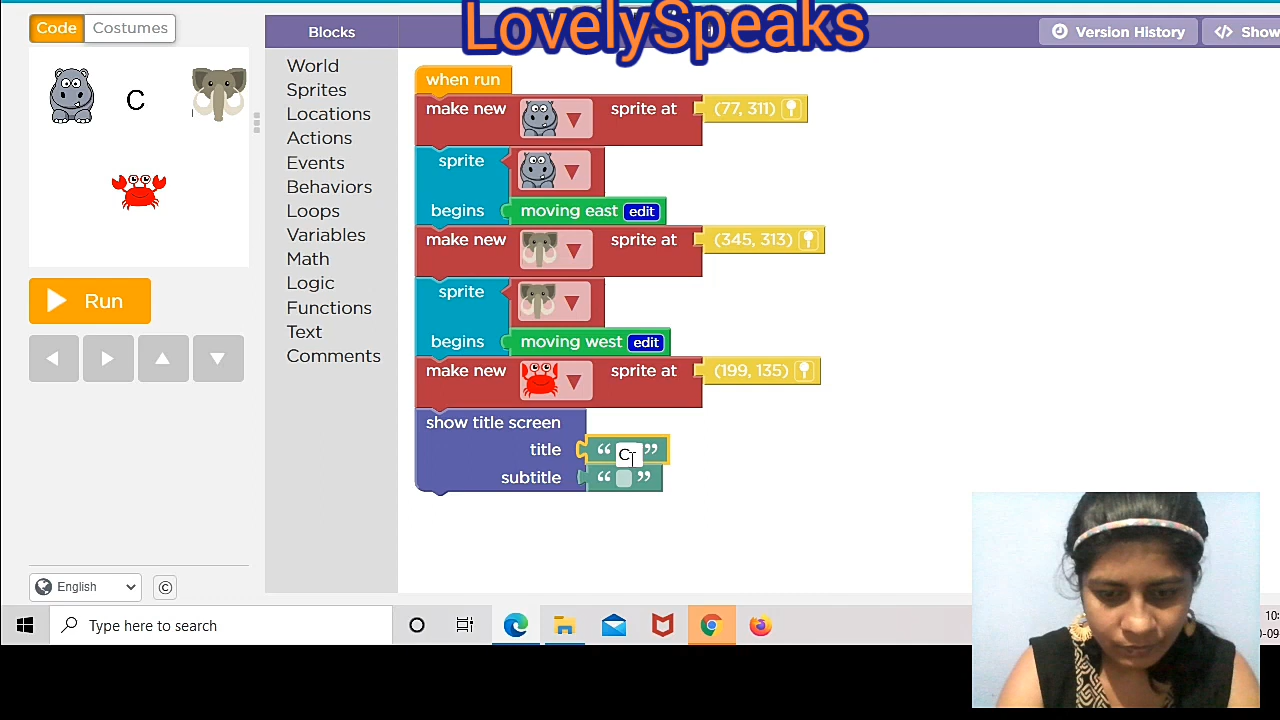 LovelySpeaks
Code
Costumes
Blocks
Version History
</> Show
C
Run
World
Sprites
Locations
Actions
Events
Behaviors
Loops
Variables
Math
Logic
Functions
Text
Comments
when run
make new sprite at (77, 311)
sprite
begins moving east edit
make new sprite at (345, 313)
sprite
begins moving west edit
make new sprite at (199, 135)
show title screen
title “ C ”
subtitle “ ”
English
©
Type here to search
10:
-09